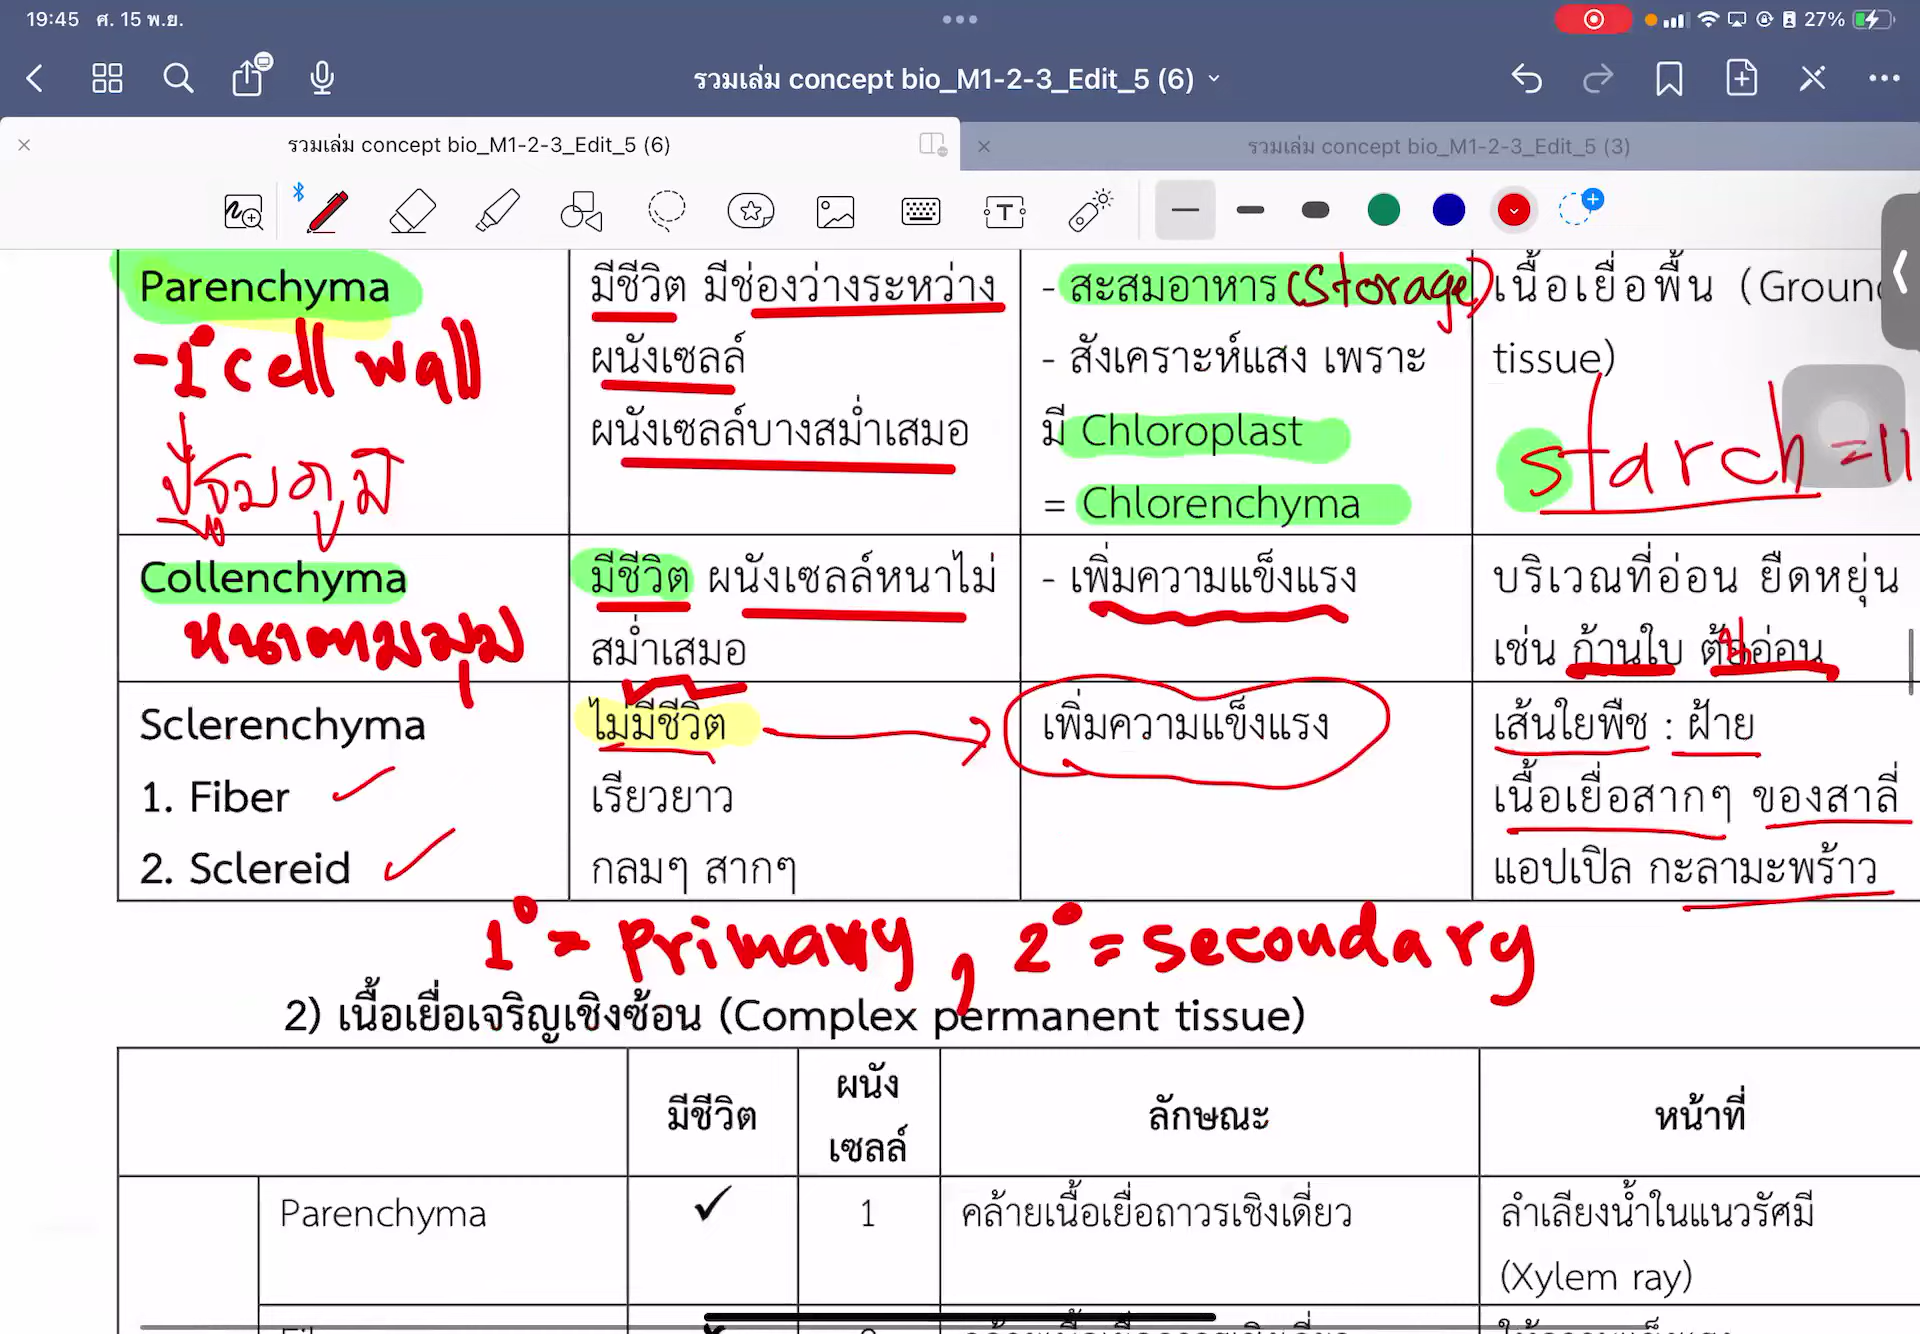 19:45 ศ. 15 พ.ย.
27%
รวมเล่ม concept bio_M1-2-3_Edit_5 (6)
รวมเล่ม concept bio_M1-2-3_Edit_5 (6)
รวมเล่ม concept bio_M1-2-3_Edit_5 (3)
Parenchyma
-1° cell wall
ปฐมภูมิ
มีชีวิต มีช่องว่างระหว่าง
ผนังเซลล์
ผนังเซลล์บางสม่ำเสมอ
- สะสมอาหาร (Storage)
- สังเคราะห์แสง เพราะ
มี Chloroplast
= Chlorenchyma
เนื้อเยื่อพื้น (Ground
tissue)
starch =
Collenchyma
หนาตามมุม
มีชีวิต ผนังเซลล์หนาไม่
สม่ำเสมอ
- เพิ่มความแข็งแรง
บริเวณที่อ่อน ยืดหยุ่น
เช่น ก้านใบ ต้นอ่อน
Sclerenchyma
1. Fiber
2. Sclereid
ไม่มีชีวิต
เรียวยาว
กลมๆ สากๆ
เพิ่มความแข็งแรง
เส้นใยพืช : ฝ้าย
เนื้อเยื่อสากๆ ของสาลี่
แอปเปิล กะลามะพร้าว
1° = primary, 2° = secondary
2) เนื้อเยื่อเจริญเชิงซ้อน (Complex permanent tissue)
มีชีวิต
ผนัง
เซลล์
ลักษณะ
หน้าที่
Parenchyma
✓
1
คล้ายเนื้อเยื่อถาวรเชิงเดี่ยว
ลำเลียงน้ำในแนวรัศมี
(Xylem ray)